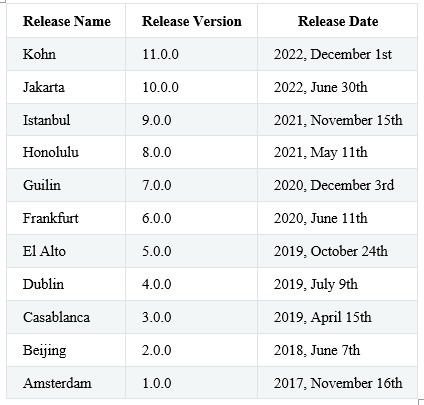 Release Name Release Version Release Date
Kohn 11.0.0 2022, December 1st
Jakarta 10.0.0 2022, June 30th
Istanbul 9.0.0 2021, November 15th
Honolulu 8.0.0 2021, May 11th
Guilin 7.0.0 2020, December 3rd
Frankfurt 6.0.0 2020, June 11th
El Alto 5.0.0 2019, October 24th
Dublin 4.0.0 2019, July 9th
Casablanca 3.0.0 2019, April 15th
Beijing 2.0.0 2018, June 7th
Amsterdam 1.0.0 2017, November 16th